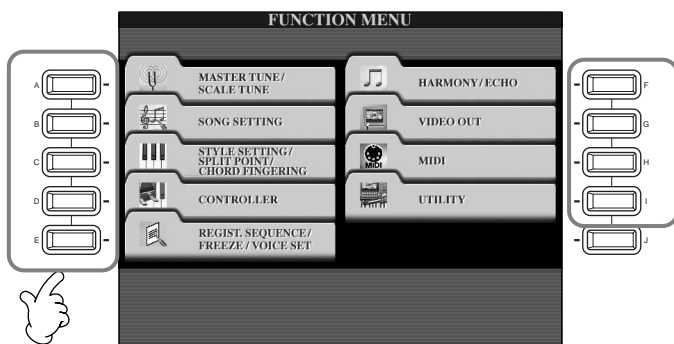 FUNCTION MENU
A
MASTER TUNE/
SCALE TUNE
B
SONG SETTING
C
STYLE SETTING/
SPLIT POINT/
CHORD FINGERING
D
CONTROLLER
E
REGIST. SEQUENCE/
FREEZE/VOICE SET
HARMONY/ECHO
F
VIDEO OUT
G
MIDI
MIDI
H
UTILITY
I
J